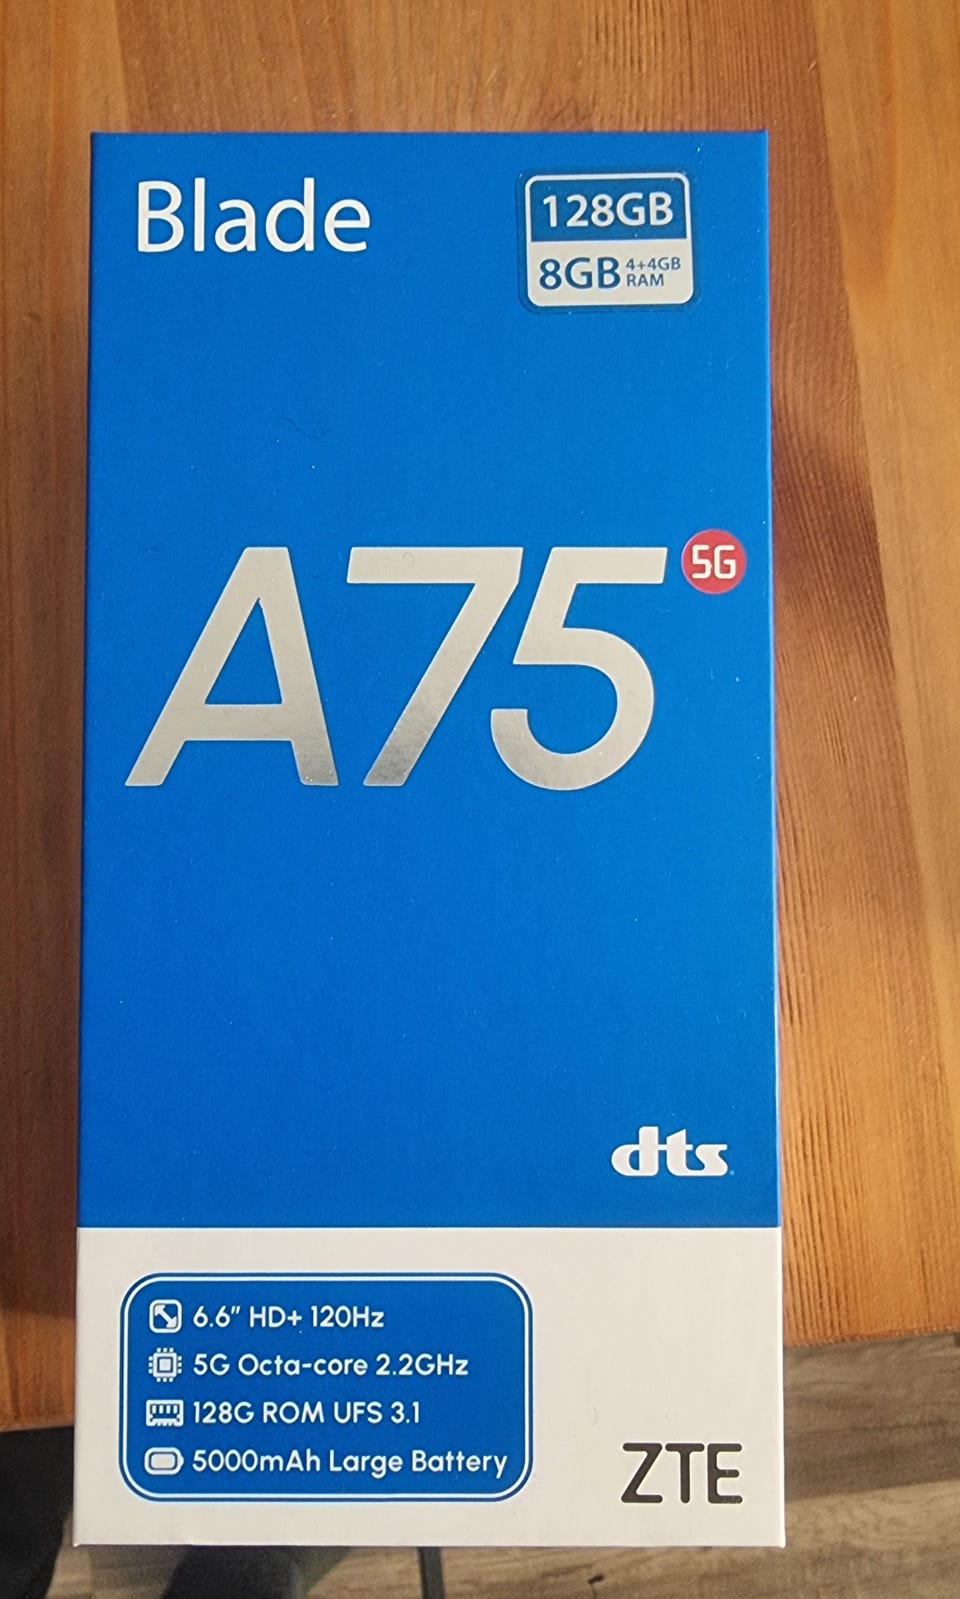 Blade
128GB
8GB 4+4GB
RAM
A75 5G
dts
6.6" HD+ 120Hz
5G Octa-core 2.2GHz
128G ROM UFS 3.1
5000mAh Large Battery
ZTE